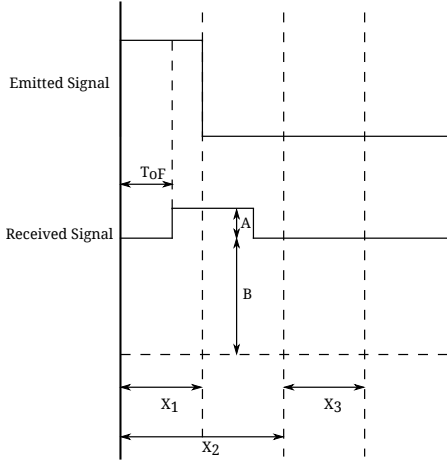 Emitted Signal
ToF
Received Signal
A
B
X1
X3
X2